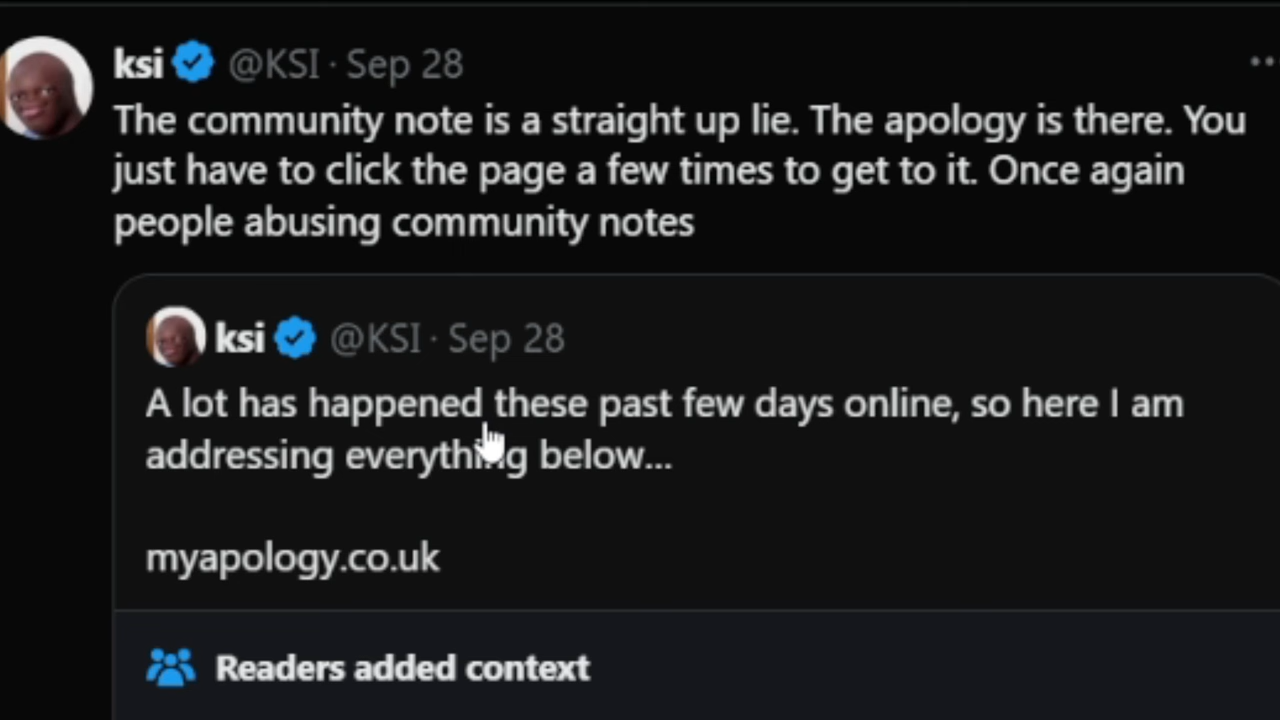 ksi @KSI · Sep 28
The community note is a straight up lie. The apology is there. You
just have to click the page a few times to get to it. Once again
people abusing community notes
ksi @KSI · Sep 28
A lot has happened these past few days online, so here I am
addressing everything below...
myapology.co.uk
Readers added context